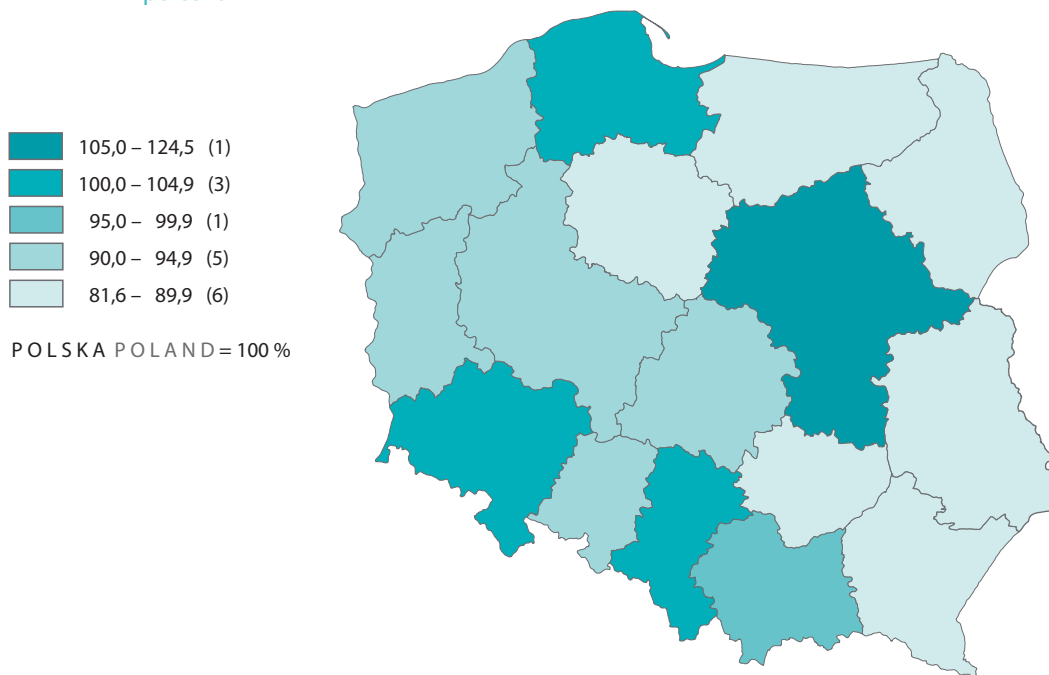 105,0 – 124,5 (1)
100,0 – 104,9 (3)
95,0 – 99,9 (1)
90,0 – 94,9 (5)
81,6 – 89,9 (6)
POLSKA POLAND = 100 %